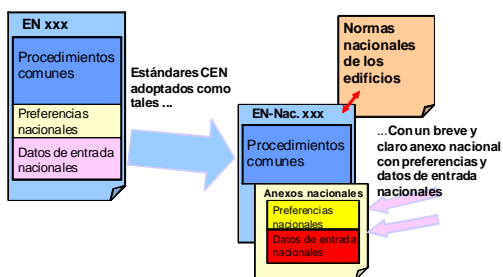 EN xxx
Procedimientos
comunes
Preferencias
nacionales
Datos de entrada
nacionales
Estándares CEN
adoptados como
tales ...
Normas
nacionales
de los
edificios
EN-Nac. xxx
Procedimientos
comunes
Anexos nacionales
Preferencias
nacionales
Datos de entrada
nacionales
...Con un breve y
claro anexo nacional
con preferencias y
datos de entrada
nacionales